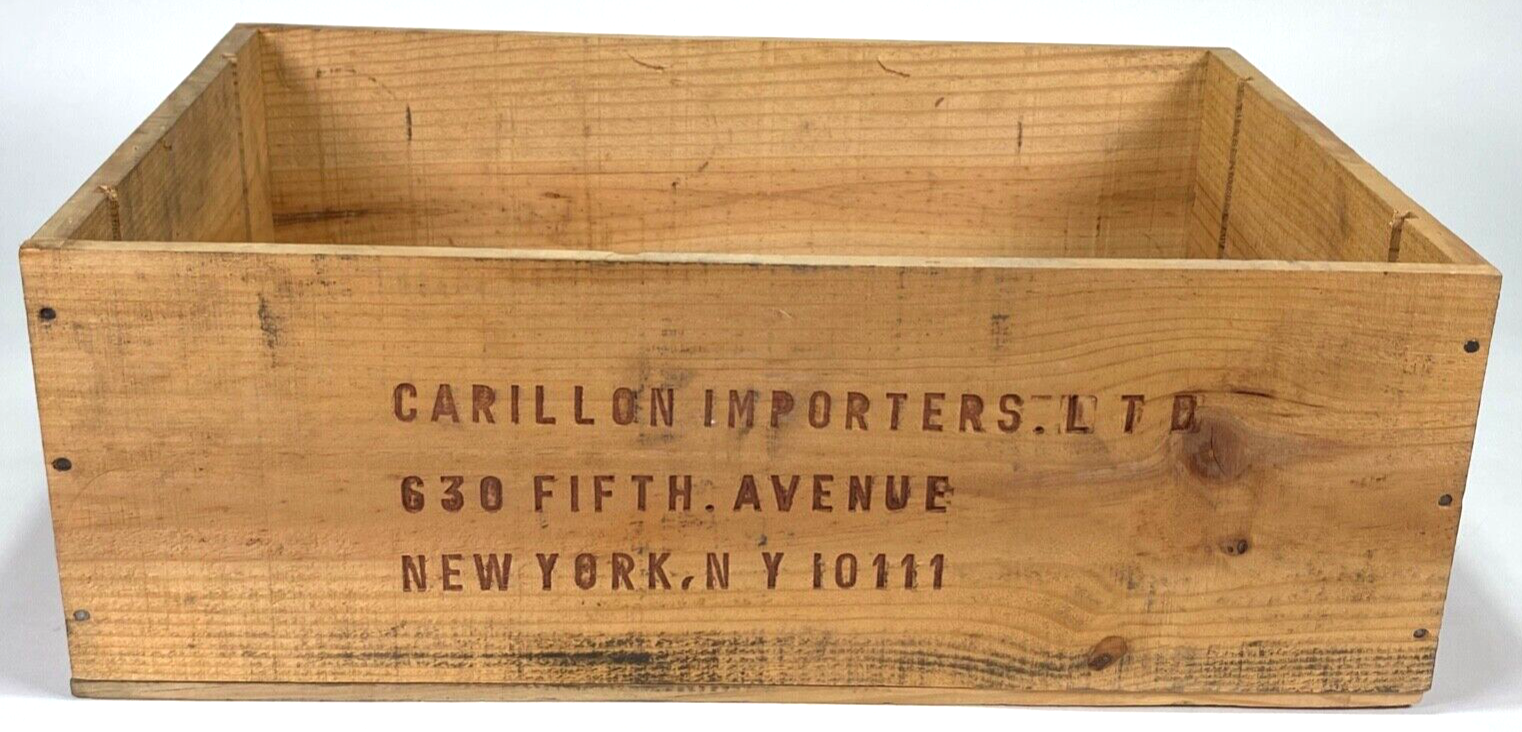 CARILLON IMPORTERS. LTD
630 FIFTH. AVENUE
NEW YORK, N Y 10111